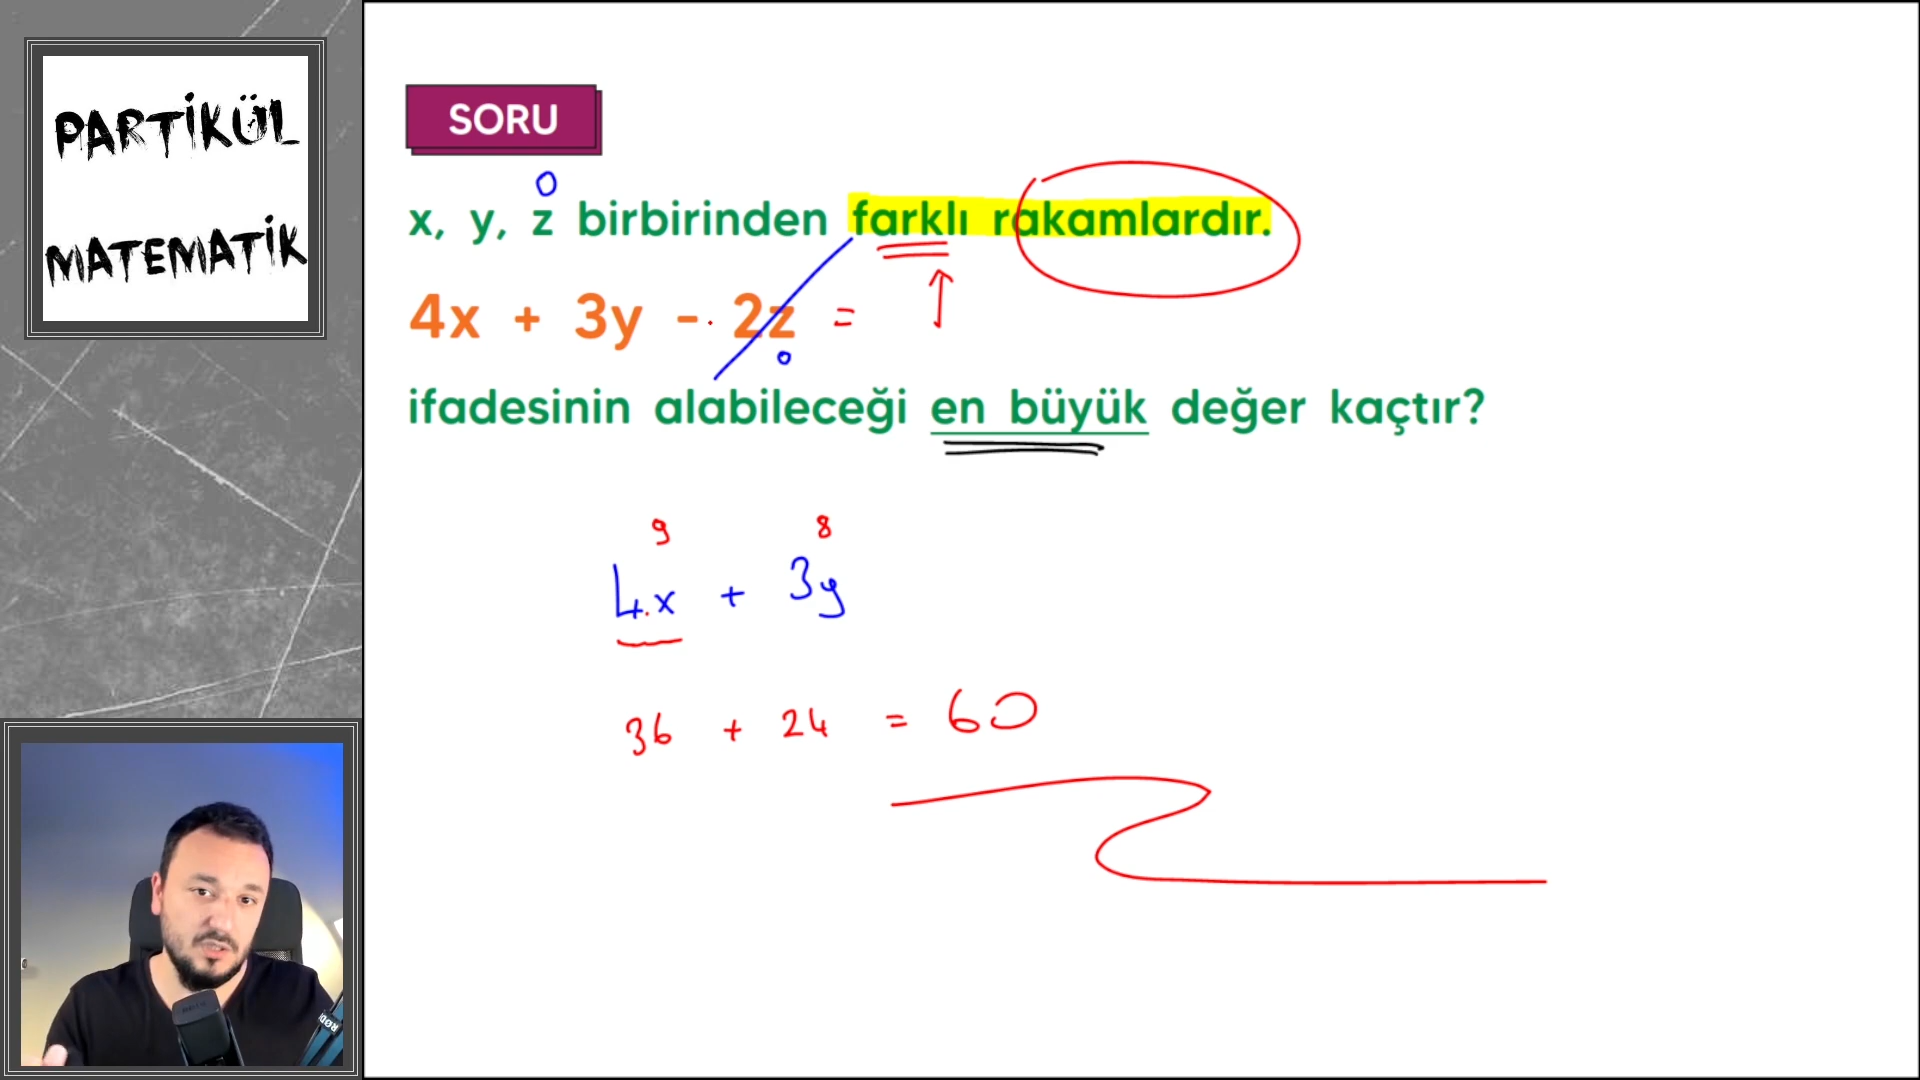 PARTİKÜL
MATEMATİK
SORU
0
x, y, z birbirinden farklı rakamlardır.
4x + 3y - 2z =
0
ifadesinin alabileceği en büyük değer kaçtır?
9 8
4.x + 3y
36 + 24 = 60
RØDE